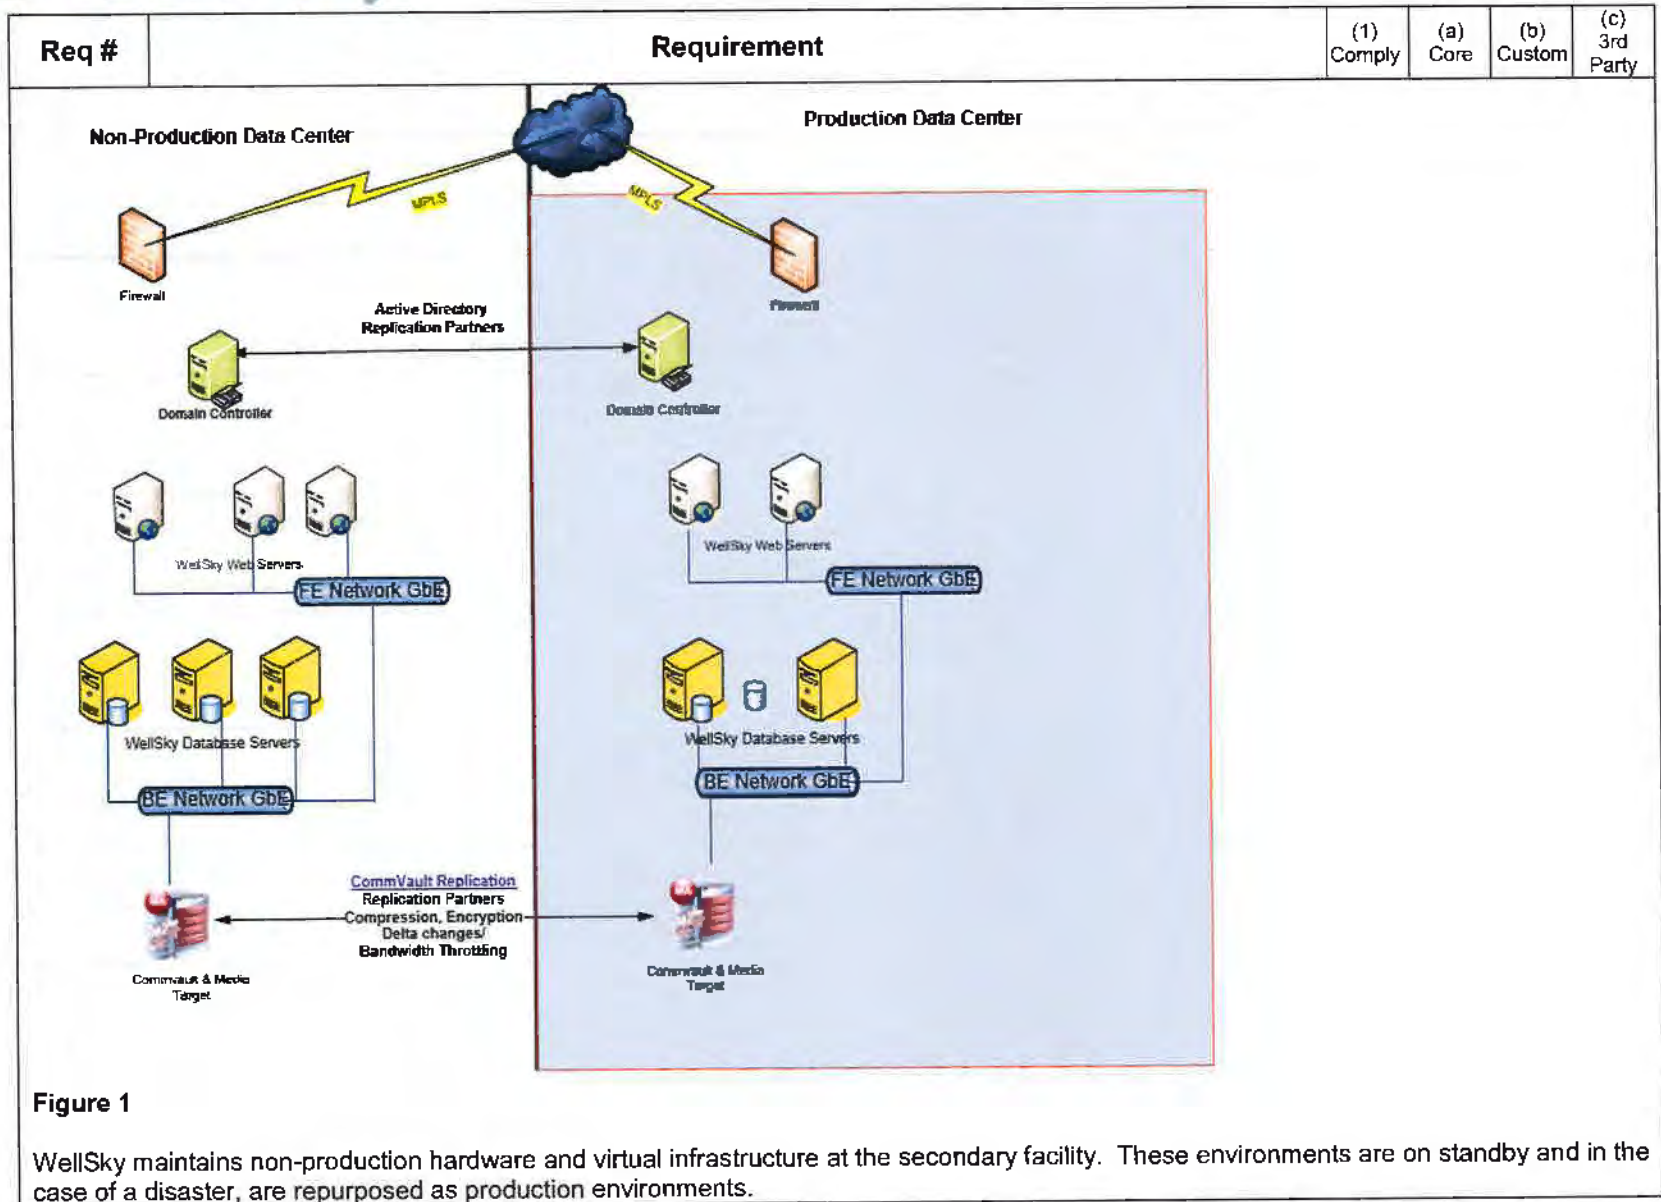 Req #
Requirement
(1)
Comply
(a)
Core
(b)
Custom
(c)
3rd
Party
Non-Production Data Center
Production Data Center
MPLS
MPLS
Firewall
Firewall
Active Directory
Replication Partners
Domain Controller
Domain Controller
WellSky Web Servers
WellSky Web Servers
FE Network GbE
FE Network GbE
WellSky Database Servers
WellSky Database Servers
BE Network GbE
BE Network GbE
CommVault Replication
Replication Partners
Compression, Encryption
Delta changes/
Bandwidth Throttling
Commvault & Media
Target
Commvault & Media
Target
Figure 1
WellSky maintains non-production hardware and virtual infrastructure at the secondary facility. These environments are on standby and in the
case of a disaster, are repurposed as production environments.